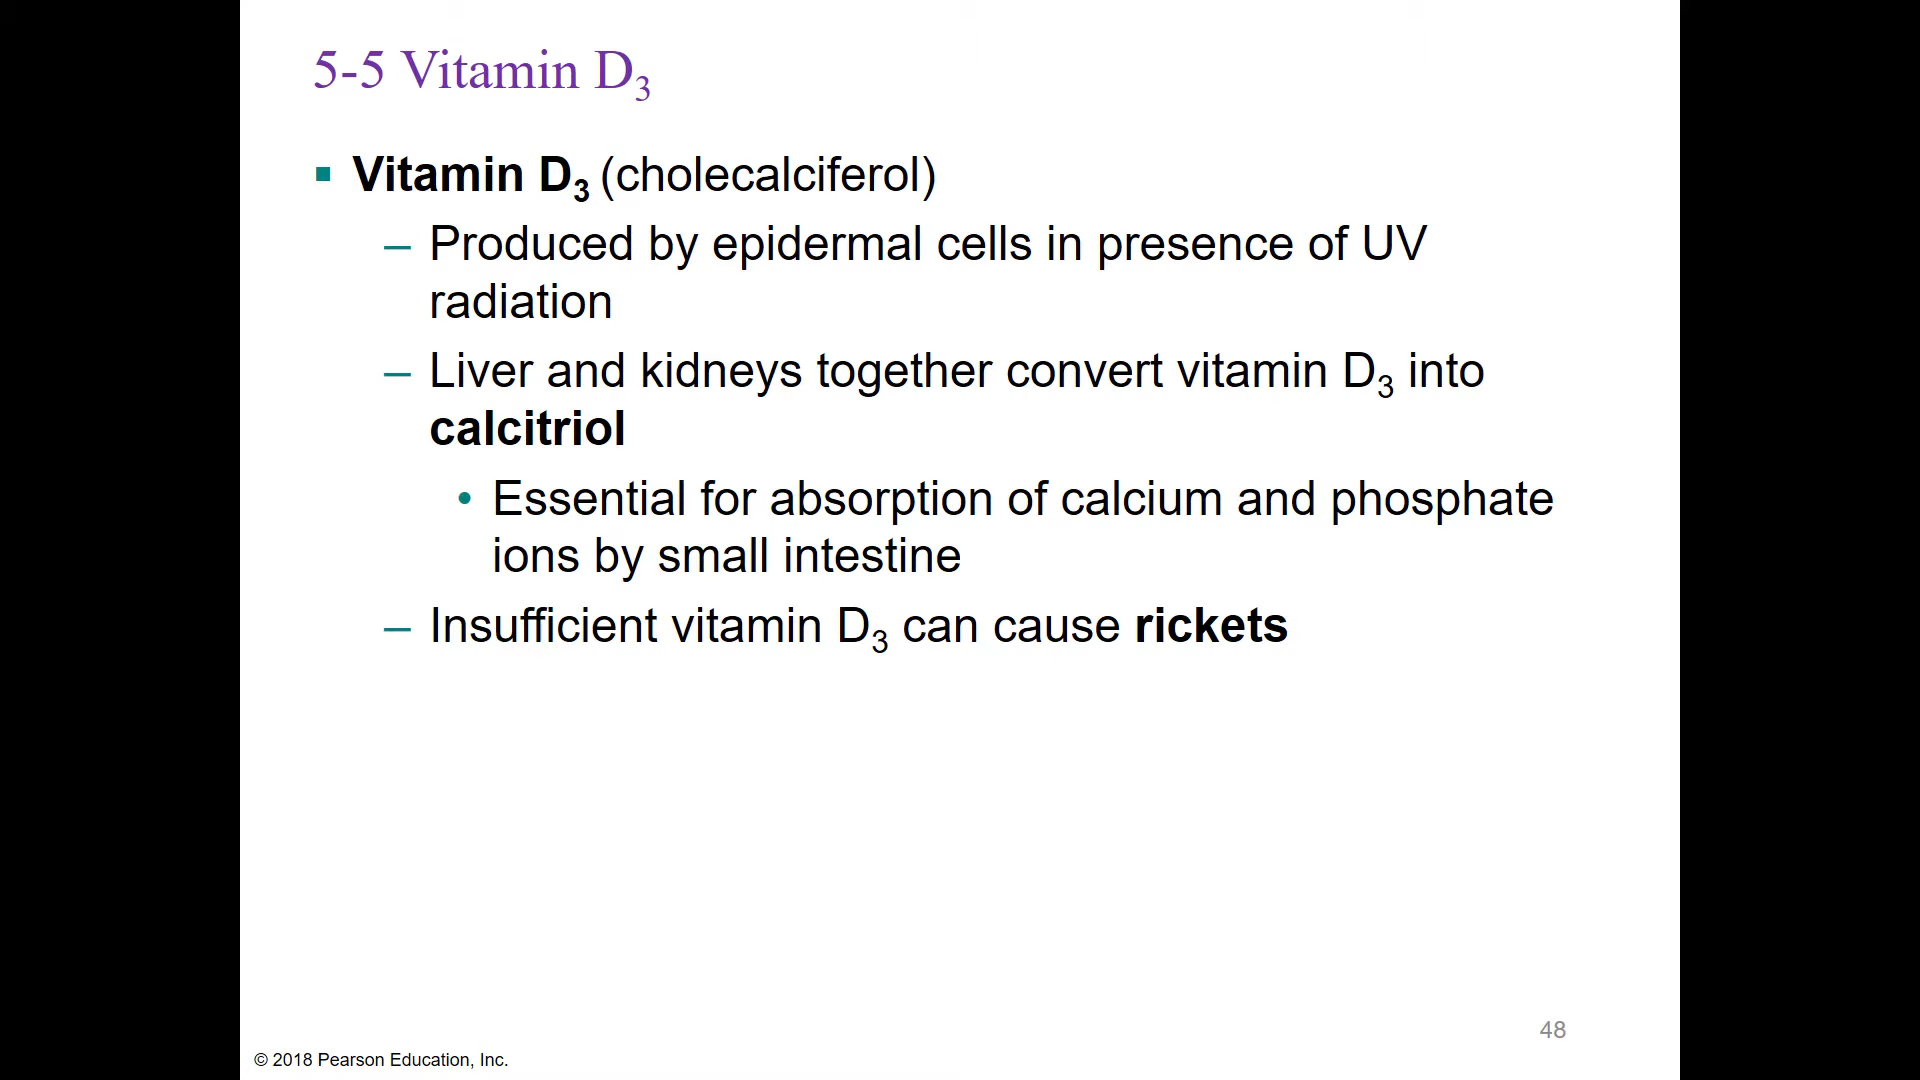 5-5 Vitamin D3
▪ Vitamin D3 (cholecalciferol)
– Produced by epidermal cells in presence of UV
radiation
– Liver and kidneys together convert vitamin D3 into
calcitriol
• Essential for absorption of calcium and phosphate
ions by small intestine
– Insufficient vitamin D3 can cause rickets
48
© 2018 Pearson Education, Inc.